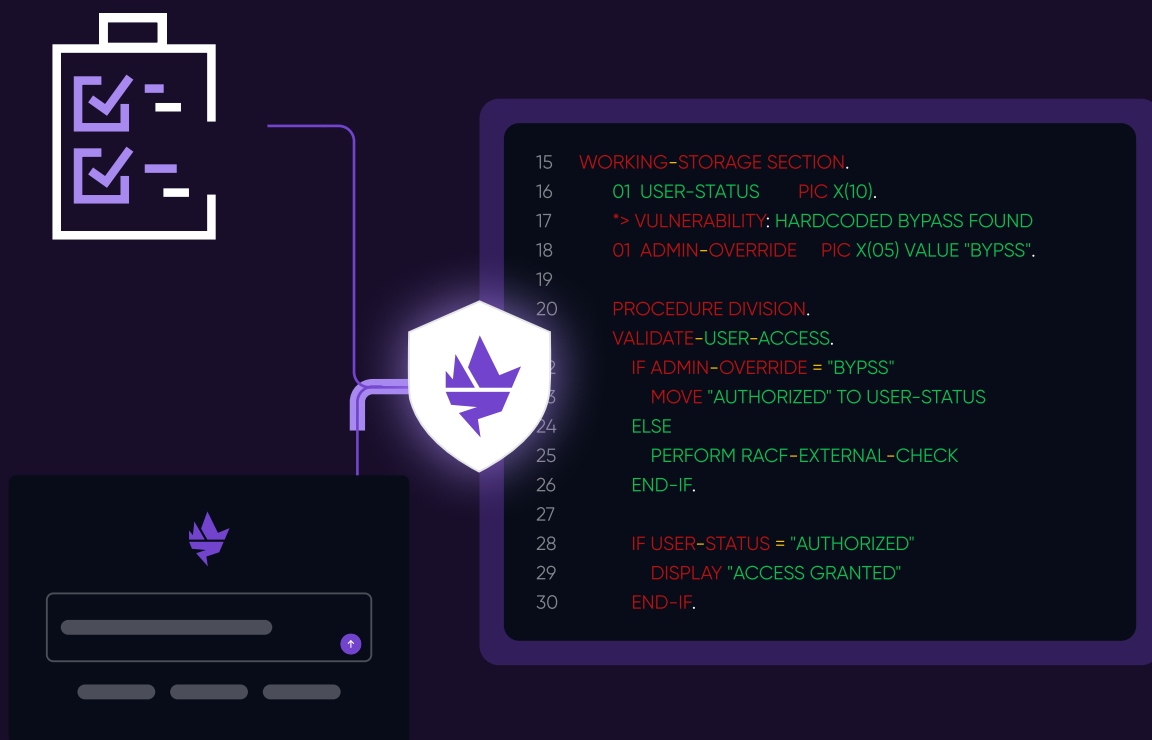 15 WORKING-STORAGE SECTION.
16 01 USER-STATUS PIC X(10).
17 *> VULNERABILITY: HARDCODED BYPASS FOUND
18 01 ADMIN-OVERRIDE PIC X(05) VALUE "BYPSS".
19
20 PROCEDURE DIVISION.
VALIDATE-USER-ACCESS.
2 IF ADMIN-OVERRIDE = "BYPSS"
3 MOVE "AUTHORIZED" TO USER-STATUS
24 ELSE
25 PERFORM RACF-EXTERNAL-CHECK
26 END-IF.
27
28 IF USER-STATUS = "AUTHORIZED"
29 DISPLAY "ACCESS GRANTED"
30 END-IF.